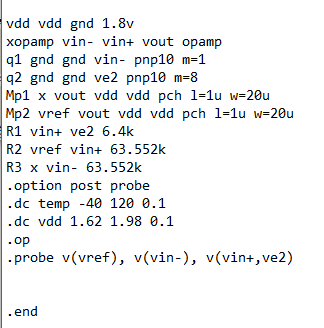 vdd vdd gnd 1.8v
xopamp vin- vin+ vout opamp
q1 gnd gnd vin- pnp10 m=1
q2 gnd gnd ve2 pnp10 m=8
Mp1 x vout vdd vdd pch l=1u w=20u
Mp2 vref vout vdd vdd pch l=1u w=20u
R1 vin+ ve2 6.4k
R2 vref vin+ 63.552k
R3 x vin- 63.552k
.option post probe
.dc temp -40 120 0.1
.dc vdd 1.62 1.98 0.1
.op
.probe v(vref), v(vin-), v(vin+,ve2)
.end